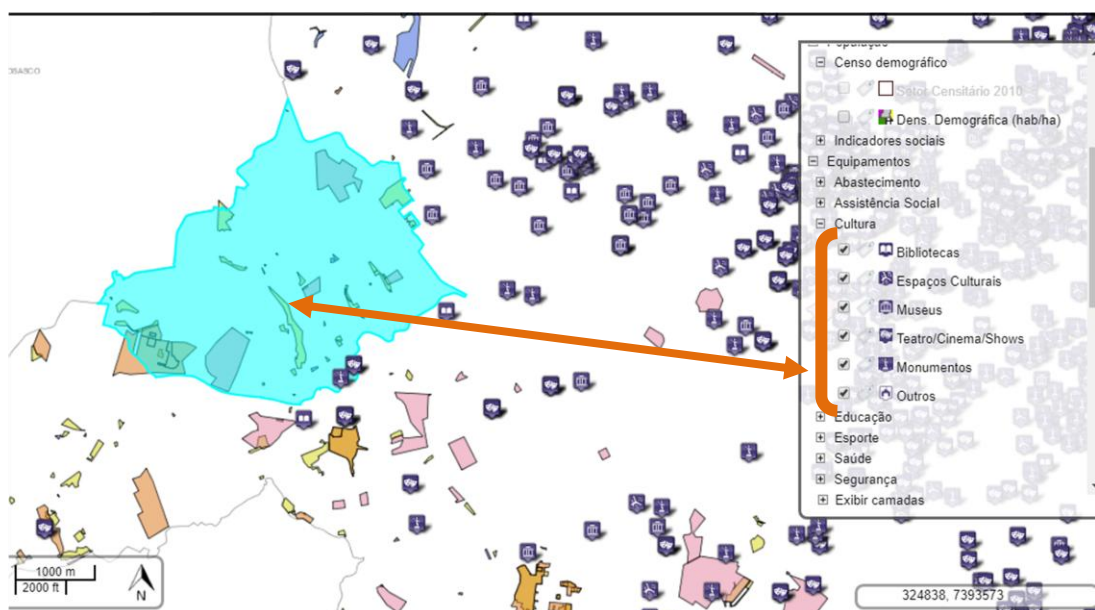 OSASCO
População
Censo demográfico
Setor Censitário 2010
Dens. Demográfica (hab/ha)
Indicadores sociais
Equipamentos
Abastecimento
Assistência Social
Cultura
Bibliotecas
Espaços Culturais
Museus
Teatro/Cinema/Shows
Monumentos
Outros
Educação
Esporte
Saúde
Segurança
Exibir camadas
1000 m
2000 ft
N
324838, 7393573